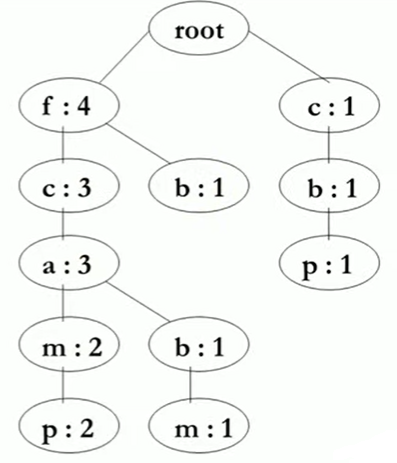 root
f : 4
c : 1
c : 3
b : 1
b : 1
a : 3
p : 1
m : 2
b : 1
p : 2
m : 1